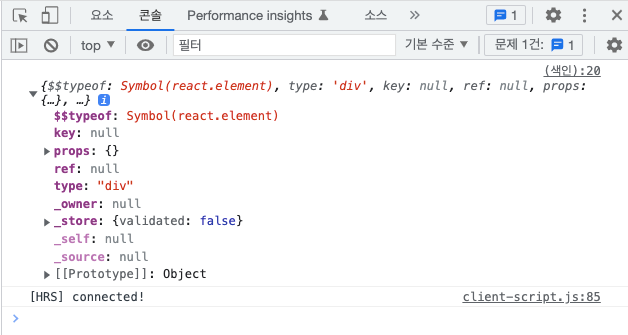 요소 콘솔 Performance insights 소스 » 1
top 필터 기본 수준 문제 1건: 1
(색인):20
{$$typeof: Symbol(react.element), type: 'div', key: null, ref: null, props:
{…}, …} i
$$typeof: Symbol(react.element)
key: null
props: {}
ref: null
type: "div"
_owner: null
_store: {validated: false}
_self: null
_source: null
[[Prototype]]: Object
[HRS] connected! client-script.js:85